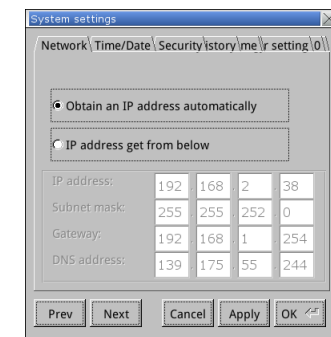 System settings
Network Time/Date Security istory me r setting 0
Obtain an IP address automatically
IP address get from below
IP address: 192 . 168 . 2 . 38
Subnet mask: 255 . 255 . 252 . 0
Gateway: 192 . 168 . 1 . 254
DNS address: 139 . 175 . 55 . 244
Prev Next Cancel Apply OK